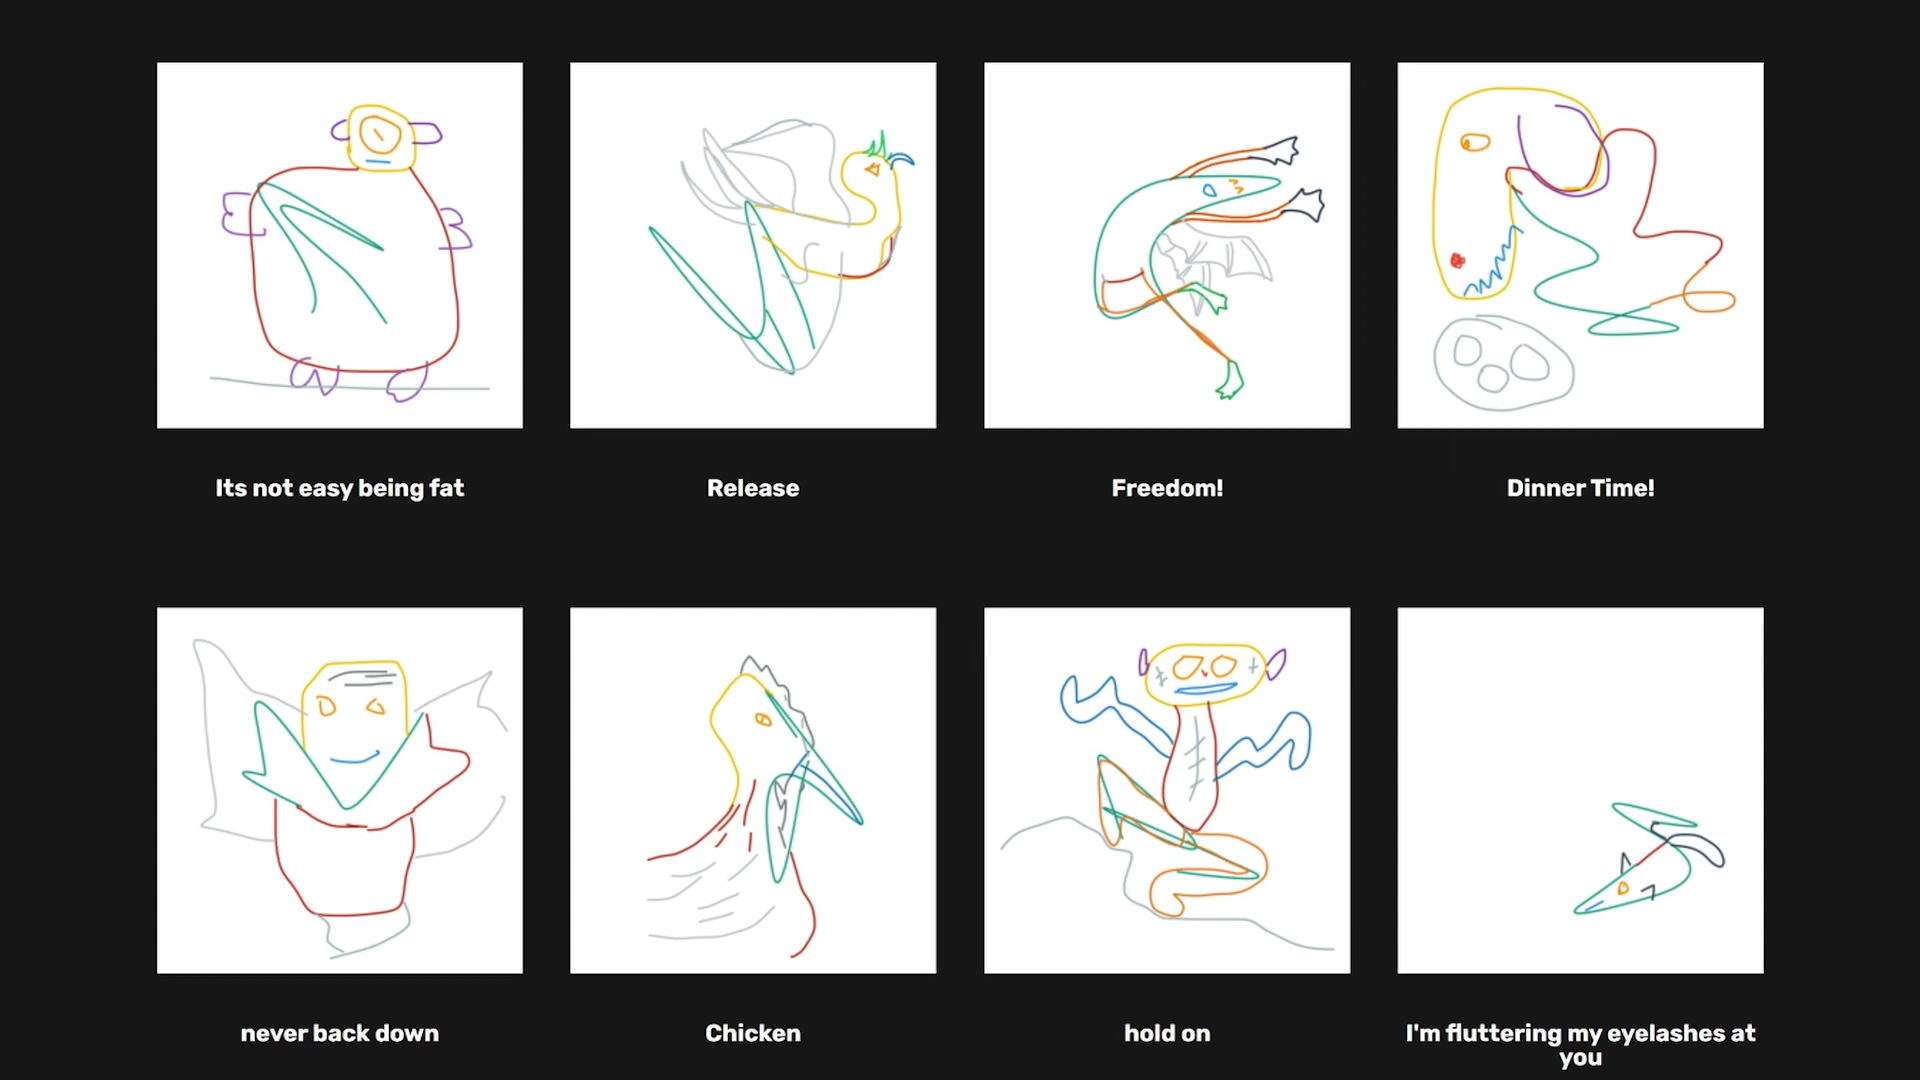 Its not easy being fat
Release
Freedom!
Dinner Time!
never back down
Chicken
hold on
I'm fluttering my eyelashes at
you